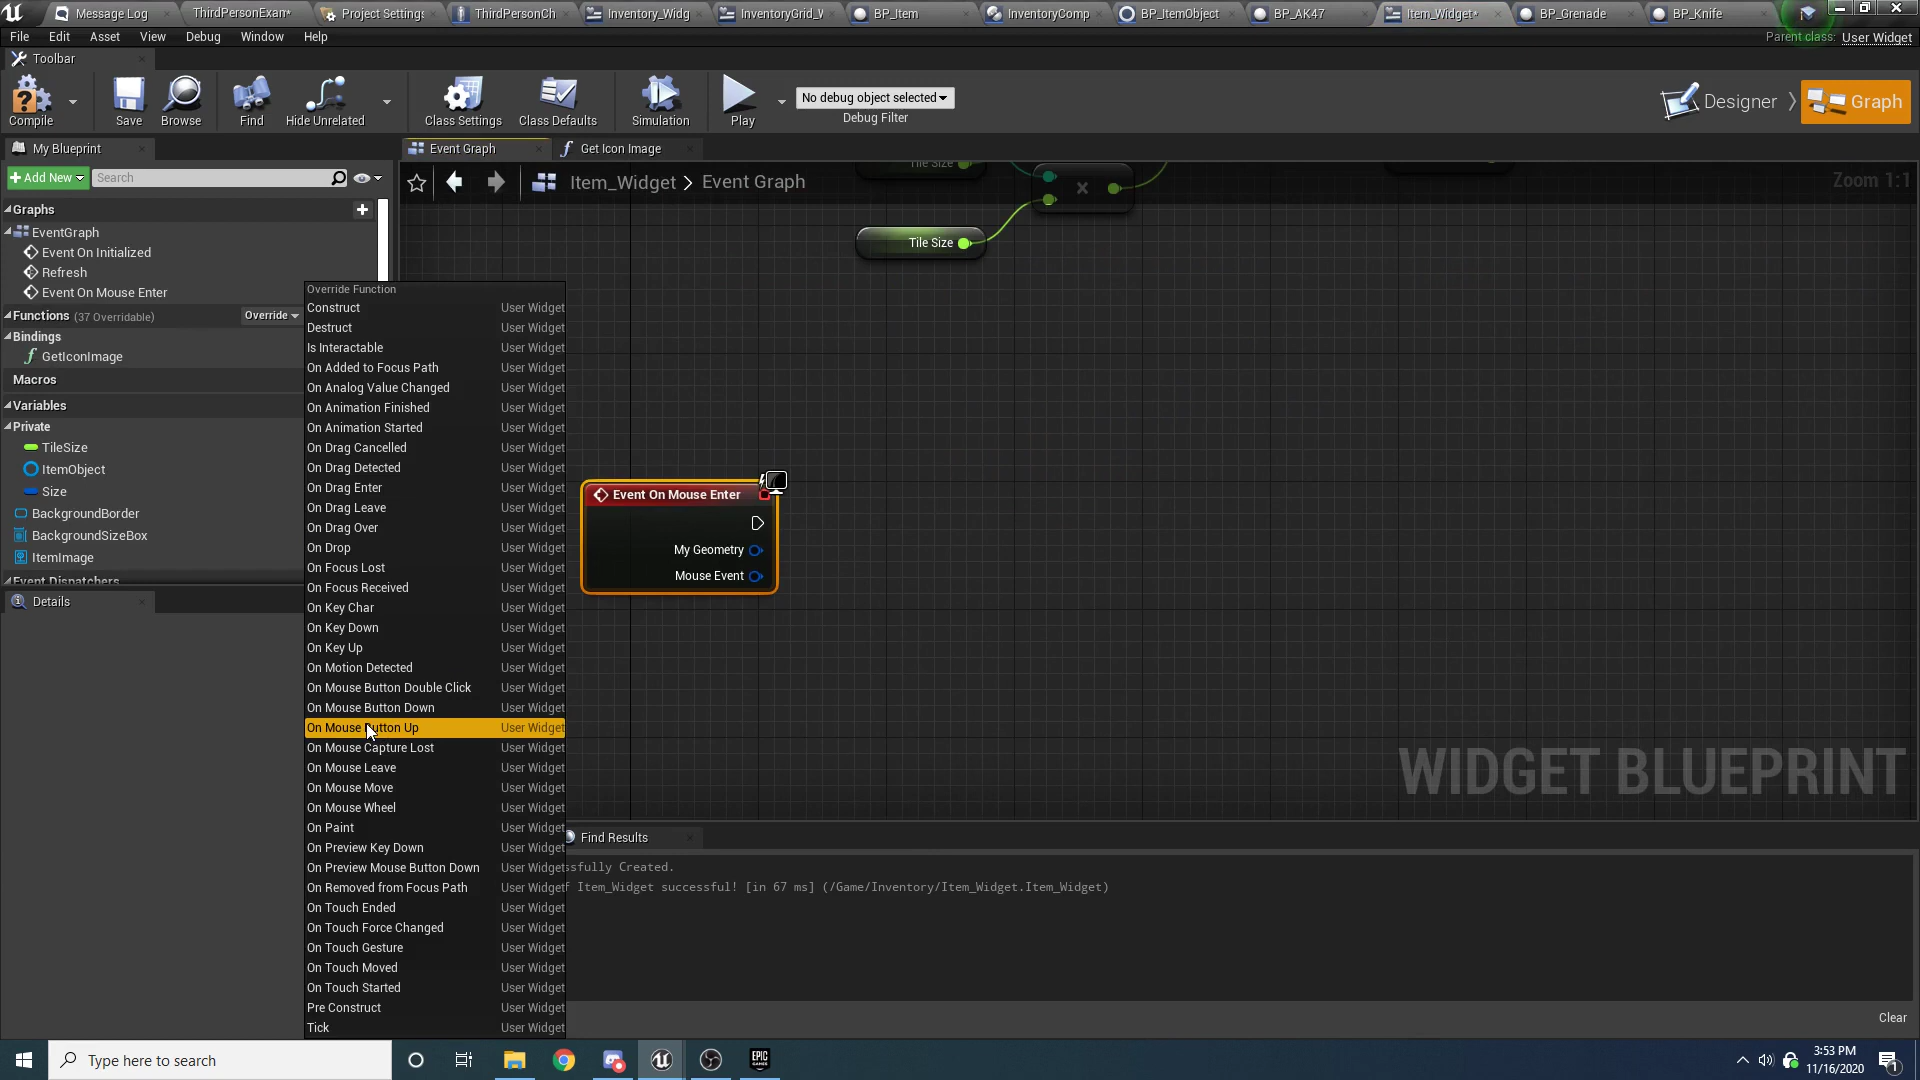 Message Log
ThirdPersonExam*
Project Settings
ThirdPersonCh
Inventory_Widg
InventoryGrid_W
BP_Item
InventoryComp
BP_ItemObject
BP_AK47
Item_Widget*
BP_Grenade
BP_Knife
File Edit Asset View Debug Window Help
Parent class: User Widget
Toolbar
Compile
Save
Browse
Find
Hide Unrelated
Class Settings
Class Defaults
Simulation
Play
No debug object selected
Debug Filter
Designer
Graph
My Blueprint
Event Graph
Get Icon Image
Add New
Search
Item_Widget > Event Graph
Zoom 1:1
Graphs
EventGraph
Event On Initialized
Refresh
Event On Mouse Enter
Functions (37 Overridable)
Override
Bindings
GetIconImage
Macros
Variables
Private
TileSize
ItemObject
Size
BackgroundBorder
BackgroundSizeBox
ItemImage
Event Dispatchers
Details
Override Function
Construct User Widget
Destruct User Widget
Is Interactable User Widget
On Added to Focus Path User Widget
On Analog Value Changed User Widget
On Animation Finished User Widget
On Animation Started User Widget
On Drag Cancelled User Widget
On Drag Detected User Widget
On Drag Enter User Widget
On Drag Leave User Widget
On Drag Over User Widget
On Drop User Widget
On Focus Lost User Widget
On Focus Received User Widget
On Key Char User Widget
On Key Down User Widget
On Key Up User Widget
On Motion Detected User Widget
On Mouse Button Double Click User Widget
On Mouse Button Down User Widget
On Mouse Button Up User Widget
On Mouse Capture Lost User Widget
On Mouse Leave User Widget
On Mouse Move User Widget
On Mouse Wheel User Widget
On Paint User Widget
On Preview Key Down User Widget
On Preview Mouse Button Down User Widget
On Removed from Focus Path User Widget
On Touch Ended User Widget
On Touch Force Changed User Widget
On Touch Gesture User Widget
On Touch Moved User Widget
On Touch Started User Widget
Pre Construct User Widget
Tick User Widget
Tile Size
Tile Size
Event On Mouse Enter
My Geometry
Mouse Event
WIDGET BLUEPRINT
Find Results
ssfully Created.
f Item_Widget successful! [in 67 ms] (/Game/Inventory/Item_Widget.Item_Widget)
Clear
Type here to search
EPIC GAMES
3:53 PM
11/16/2020
1